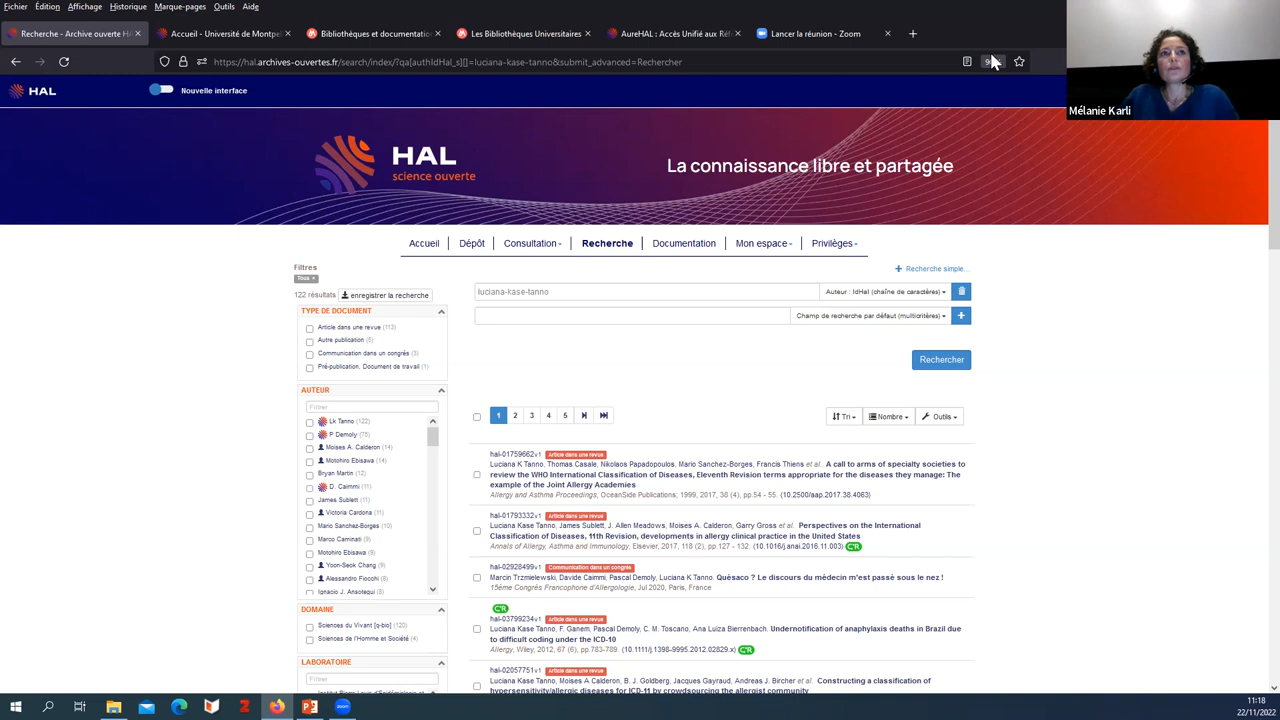 Fichier Édition Affichage Historique Marque-pages Outils Aide
Recherche - Archive ouverte HA
Accueil - Université de Montpel
Bibliothèques et documentation
Les Bibliothèques Universitaires
AureHAL : Accès Unifié aux Réf
Lancer la réunion - Zoom
https://hal.archives-ouvertes.fr/search/index/?qa[authIdHal_s][]=luciana-kase-tanno&submit_advanced=Rechercher
Mélanie Karli
HAL
Nouvelle interface
HAL
science ouverte
La connaissance libre et partagée
Accueil
Dépôt
Consultation
Recherche
Documentation
Mon espace
Privilèges
Filtres
Tous ×
122 résultats
enregistrer la recherche
Recherche simple...
luciana-kase-tanno
Auteur : IdHal (chaîne de caractères)
Champ de recherche par défaut (multicritères)
Rechercher
TYPE DE DOCUMENT
Article dans une revue (113)
Autre publication (5)
Communication dans un congrès (3)
Pré-publication, Document de travail (1)
AUTEUR
Filtrer
Lk Tanno (122)
P Demoly (75)
Moises A. Calderon (14)
Motohiro Ebisawa (14)
Bryan Martin (12)
D. Caimmi (11)
James Sublett (11)
Victoria Cardona (11)
Mario Sánchez-Borges (10)
Marco Caminati (9)
Motohiro Ebisawa (9)
Yoon-Seok Chang (9)
Alessandro Fiocchi (8)
Ignacio J. Ansotegui (8)
DOMAINE
Sciences du Vivant [q-bio] (120)
Sciences de l'Homme et Société (4)
LABORATOIRE
Filtrer
1 2 3 4 5
Tri
Nombre
Outils
hal-01759662v1 Article dans une revue
Luciana K Tanno, Thomas Casale, Nikolaos Papadopoulos, Mario Sanchez-Borges, Francis Thiens et al. A call to arms of specialty societies to
review the WHO International Classification of Diseases, Eleventh Revision terms appropriate for the diseases they manage: The
example of the Joint Allergy Academies
Allergy and Asthma Proceedings, OceanSide Publications; 1999, 2017, 38 (4), pp.54 - 55. ⟨10.2500/aap.2017.38.4063⟩
hal-01793332v1 Article dans une revue
Luciana Kase Tanno, James Sublett, J. Allen Meadows, Moises A. Calderon, Garry Gross et al. Perspectives on the International
Classification of Diseases, 11th Revision, developments in allergy clinical practice in the United States
Annals of Allergy, Asthma and Immunology, Elsevier, 2017, 118 (2), pp.127 - 132. ⟨10.1016/j.anai.2016.11.003⟩
hal-02928499v1 Communication dans un congrès
Marcin Trzmielewski, Davide Caimmi, Pascal Demoly, Luciana K Tanno. Quèsaco ? Le discours du médecin m'est passé sous le nez !
15ème Congrès Francophone d'Allergologie, Jul 2020, Paris, France
hal-03799234v1 Article dans une revue
Luciana Kase Tanno, F. Ganem, Pascal Demoly, C. M. Toscano, Ana Luiza Bierrenbach. Undernotification of anaphylaxis deaths in Brazil due
to difficult coding under the ICD-10
Allergy, Wiley, 2012, 67 (6), pp.783-789. ⟨10.1111/j.1398-9995.2012.02829.x⟩
hal-02057751v1 Article dans une revue
Luciana Kase Tanno, Moises A Calderon, B. J. Goldberg, Jacques Gayraud, Andreas J. Bircher et al. Constructing a classification of
hypersensitivity/allergic diseases for ICD-11 by crowdsourcing the allergist community
11:18
22/11/2022